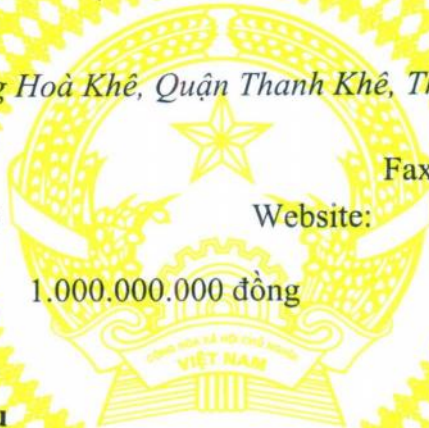 Hoà Khê, Quận Thanh Khê,
Fax
Website:
1.000.000.000 đồng
CỘNG HÒA XÃ HỘI CHỦ NGHĨA
VIỆT NAM